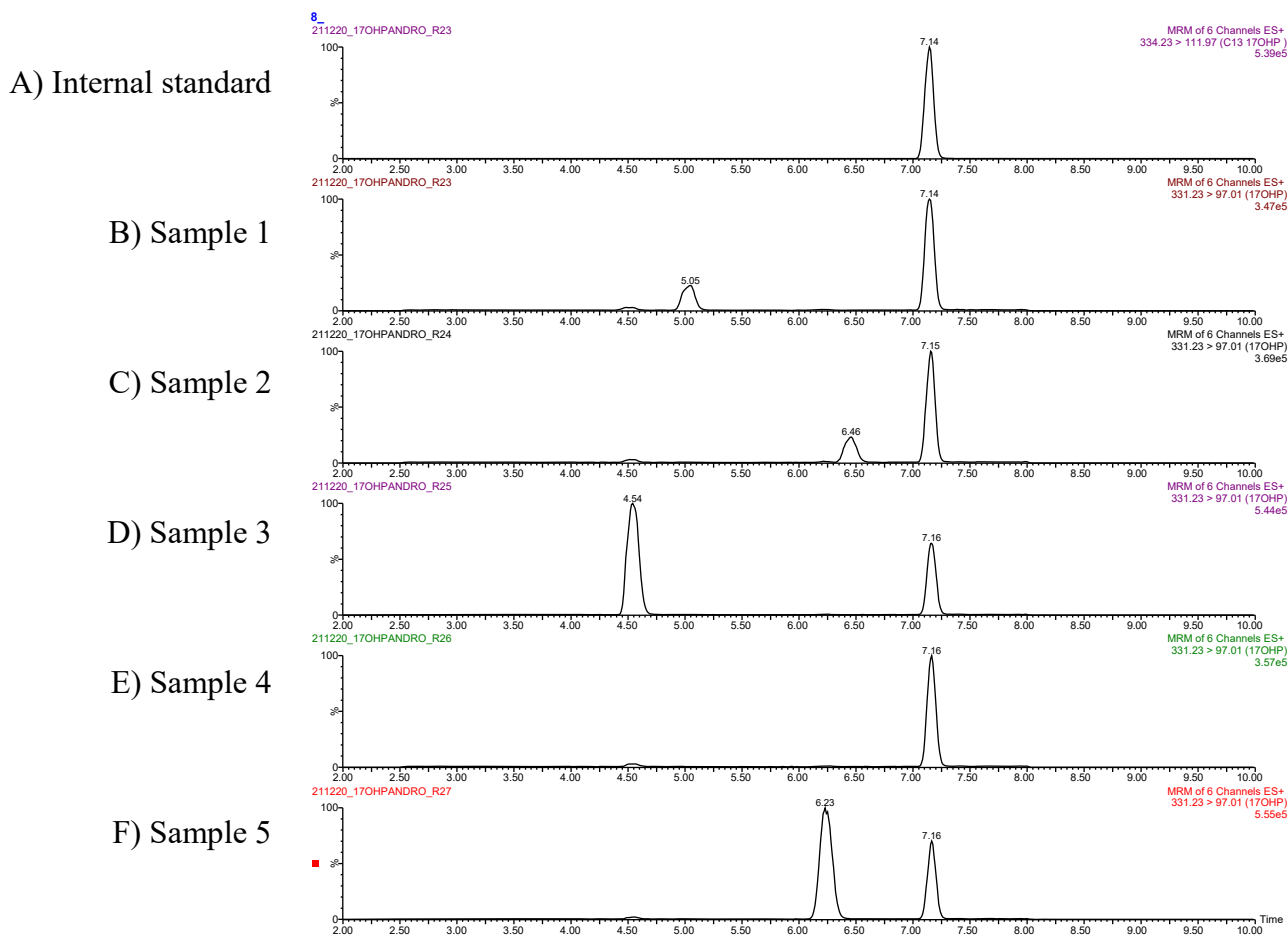 8_
211220_17OHPANDRO_R23
MRM of 6 Channels ES+
334.23 > 111.97 (C13 17OHP )
5.39e5
A) Internal standard
100
%
0
7.14
2.00 2.50 3.00 3.50 4.00 4.50 5.00 5.50 6.00 6.50 7.00 7.50 8.00 8.50 9.00 9.50 10.00
211220_17OHPANDRO_R23
MRM of 6 Channels ES+
331.23 > 97.01 (17OHP)
3.47e5
B) Sample 1
100
%
0
5.05
7.14
2.00 2.50 3.00 3.50 4.00 4.50 5.00 5.50 6.00 6.50 7.00 7.50 8.00 8.50 9.00 9.50 10.00
211220_17OHPANDRO_R24
MRM of 6 Channels ES+
331.23 > 97.01 (17OHP)
3.69e5
C) Sample 2
100
%
0
6.46
7.15
2.00 2.50 3.00 3.50 4.00 4.50 5.00 5.50 6.00 6.50 7.00 7.50 8.00 8.50 9.00 9.50 10.00
211220_17OHPANDRO_R25
MRM of 6 Channels ES+
331.23 > 97.01 (17OHP)
5.44e5
D) Sample 3
100
%
0
4.54
7.16
2.00 2.50 3.00 3.50 4.00 4.50 5.00 5.50 6.00 6.50 7.00 7.50 8.00 8.50 9.00 9.50 10.00
211220_17OHPANDRO_R26
MRM of 6 Channels ES+
331.23 > 97.01 (17OHP)
3.57e5
E) Sample 4
100
%
0
7.16
2.00 2.50 3.00 3.50 4.00 4.50 5.00 5.50 6.00 6.50 7.00 7.50 8.00 8.50 9.00 9.50 10.00
211220_17OHPANDRO_R27
MRM of 6 Channels ES+
331.23 > 97.01 (17OHP)
5.55e5
F) Sample 5
100
%
0
6.23
7.16
Time
2.00 2.50 3.00 3.50 4.00 4.50 5.00 5.50 6.00 6.50 7.00 7.50 8.00 8.50 9.00 9.50 10.00